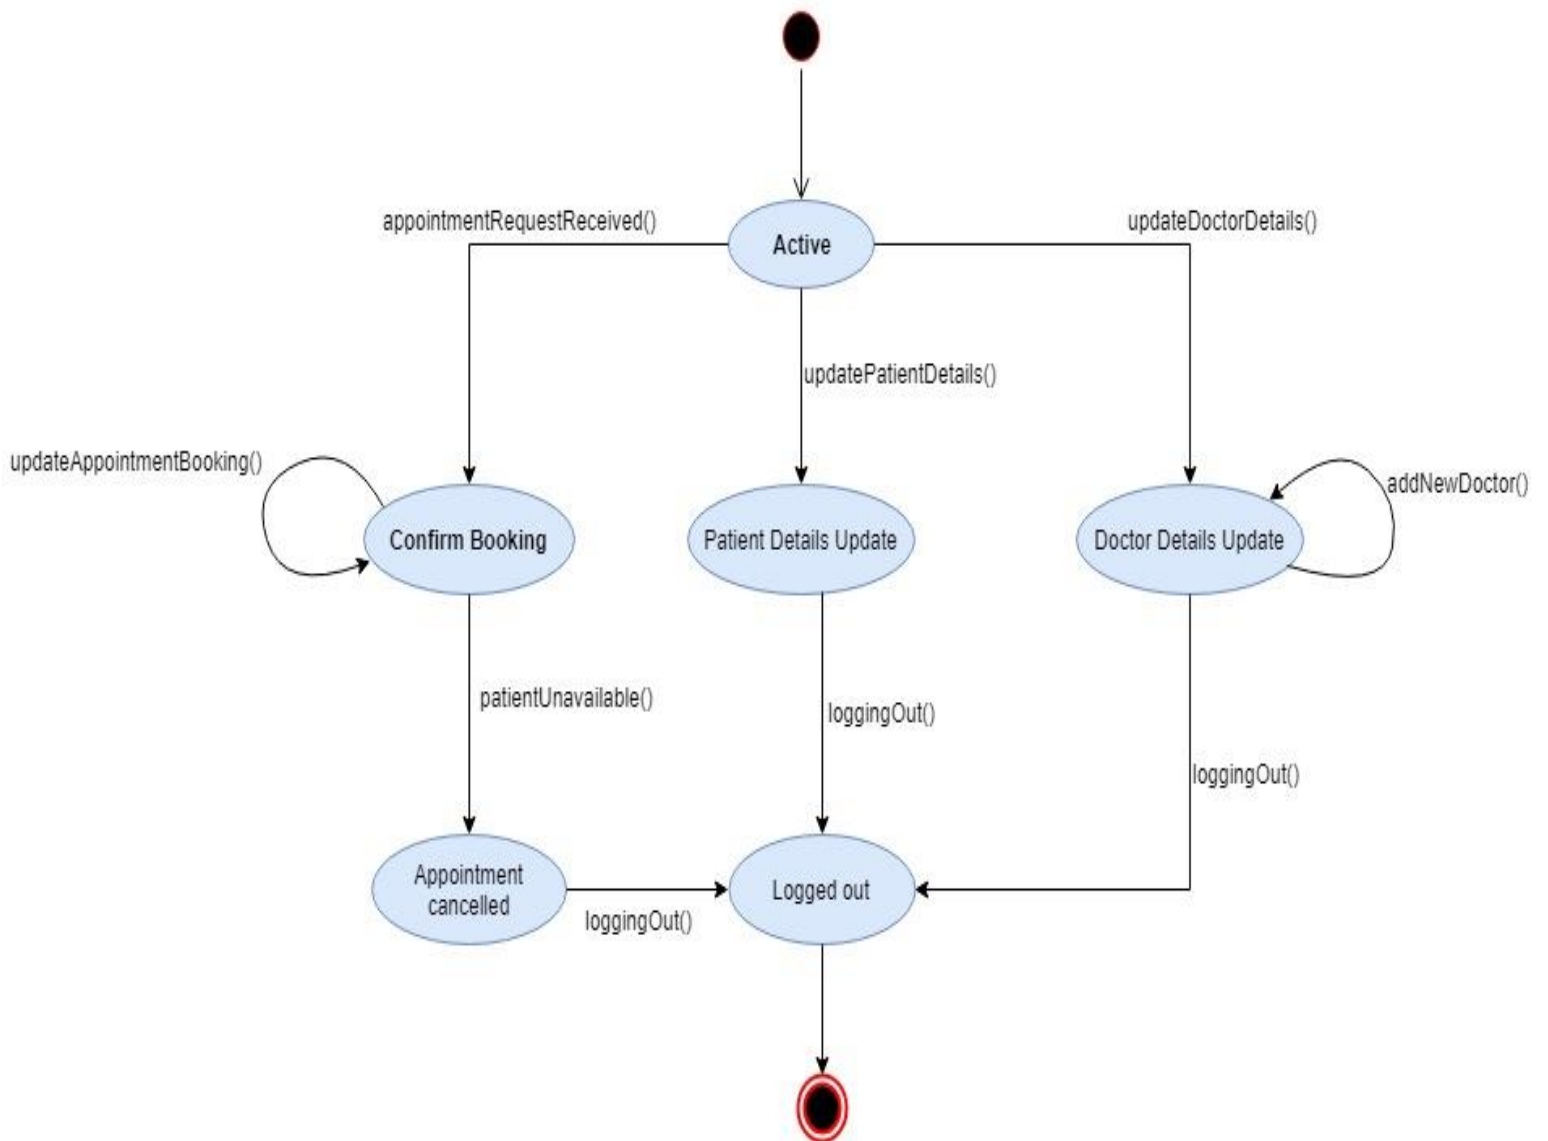 appointmentRequestReceived()
updateDoctorDetails()
Active
updatePatientDetails()
updateAppointmentBooking()
addNewDoctor()
Confirm Booking
Patient Details Update
Doctor Details Update
patientUnavailable()
loggingOut()
loggingOut()
Appointment
cancelled
Logged out
loggingOut()